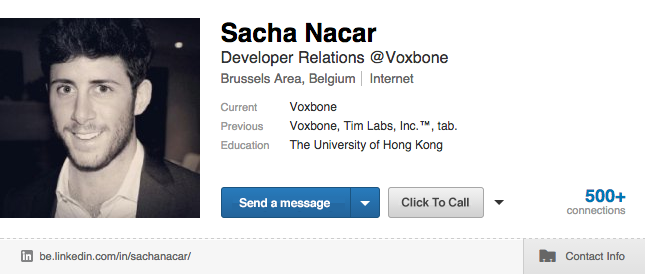 Sacha Nacar
Developer Relations @Voxbone
Brussels Area, Belgium | Internet
Current Voxbone
Previous Voxbone, Tim Labs, Inc.™, tab.
Education The University of Hong Kong
Send a message Click To Call 500+
connections
in be.linkedin.com/in/sachanacar/ Contact Info